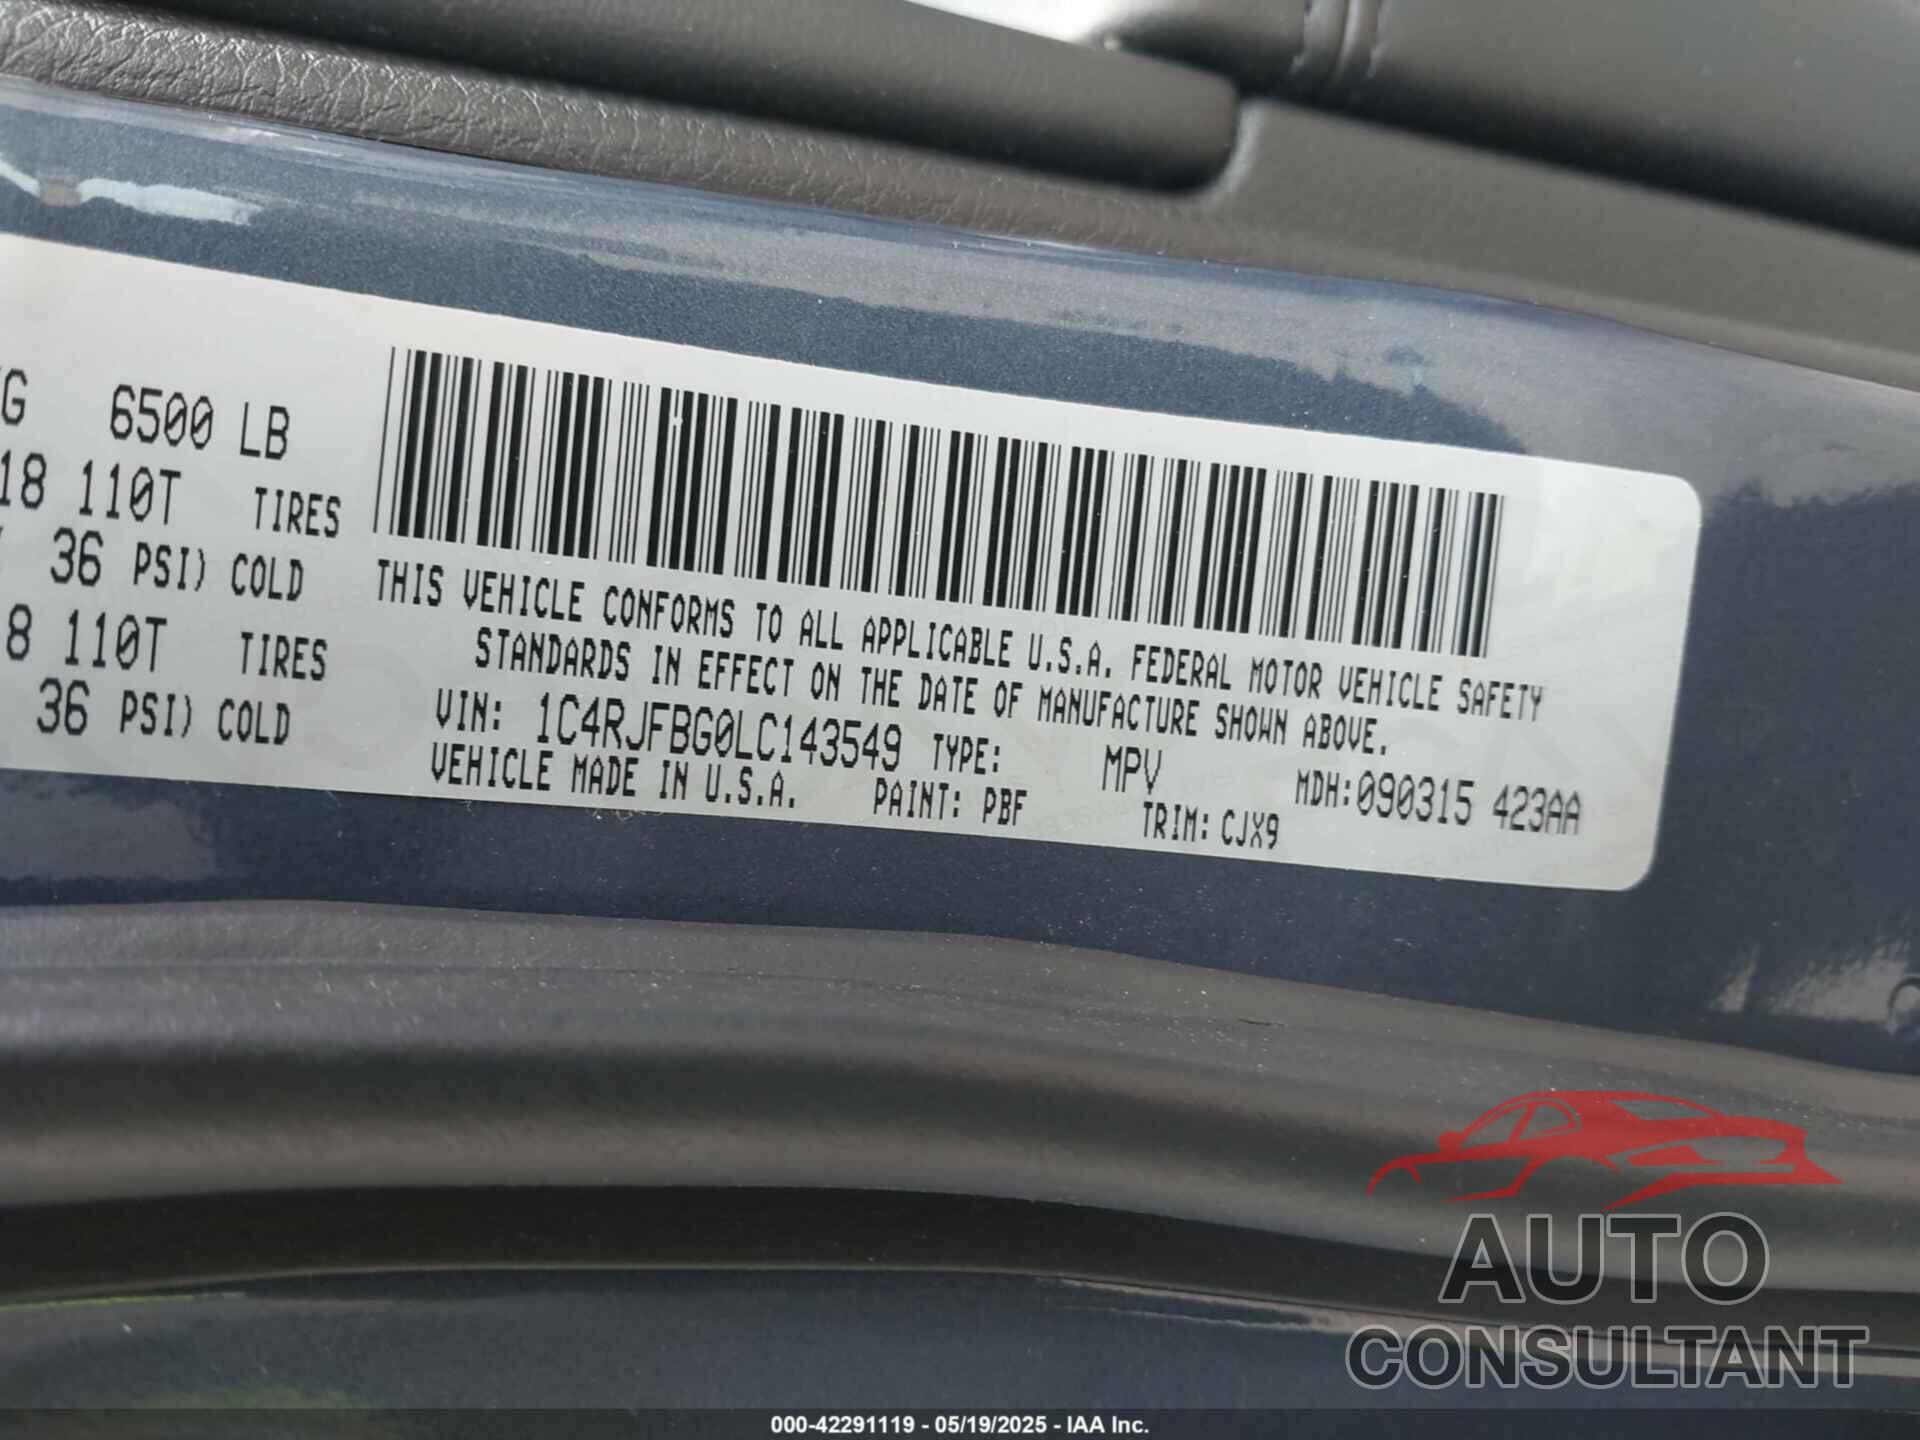 6500 LB
18 110T TIRES
36 PSI) COLD
8 110T TIRES
36 PSI) COLD
THIS VEHICLE CONFORMS TO ALL APPLICABLE U.S.A. FEDERAL MOTOR VEHICLE SAFETY
STANDARDS IN EFFECT ON THE DATE OF MANUFACTURE SHOWN ABOVE.
VIN: 1C4RJFBG0LC143549 TYPE: MPV MDH:090315 423AA
VEHICLE MADE IN U.S.A. PAINT: PBF TRIM: CJX9
AUTO
CONSULTANT
000-42291119 - 05/19/2025 - IAA Inc.